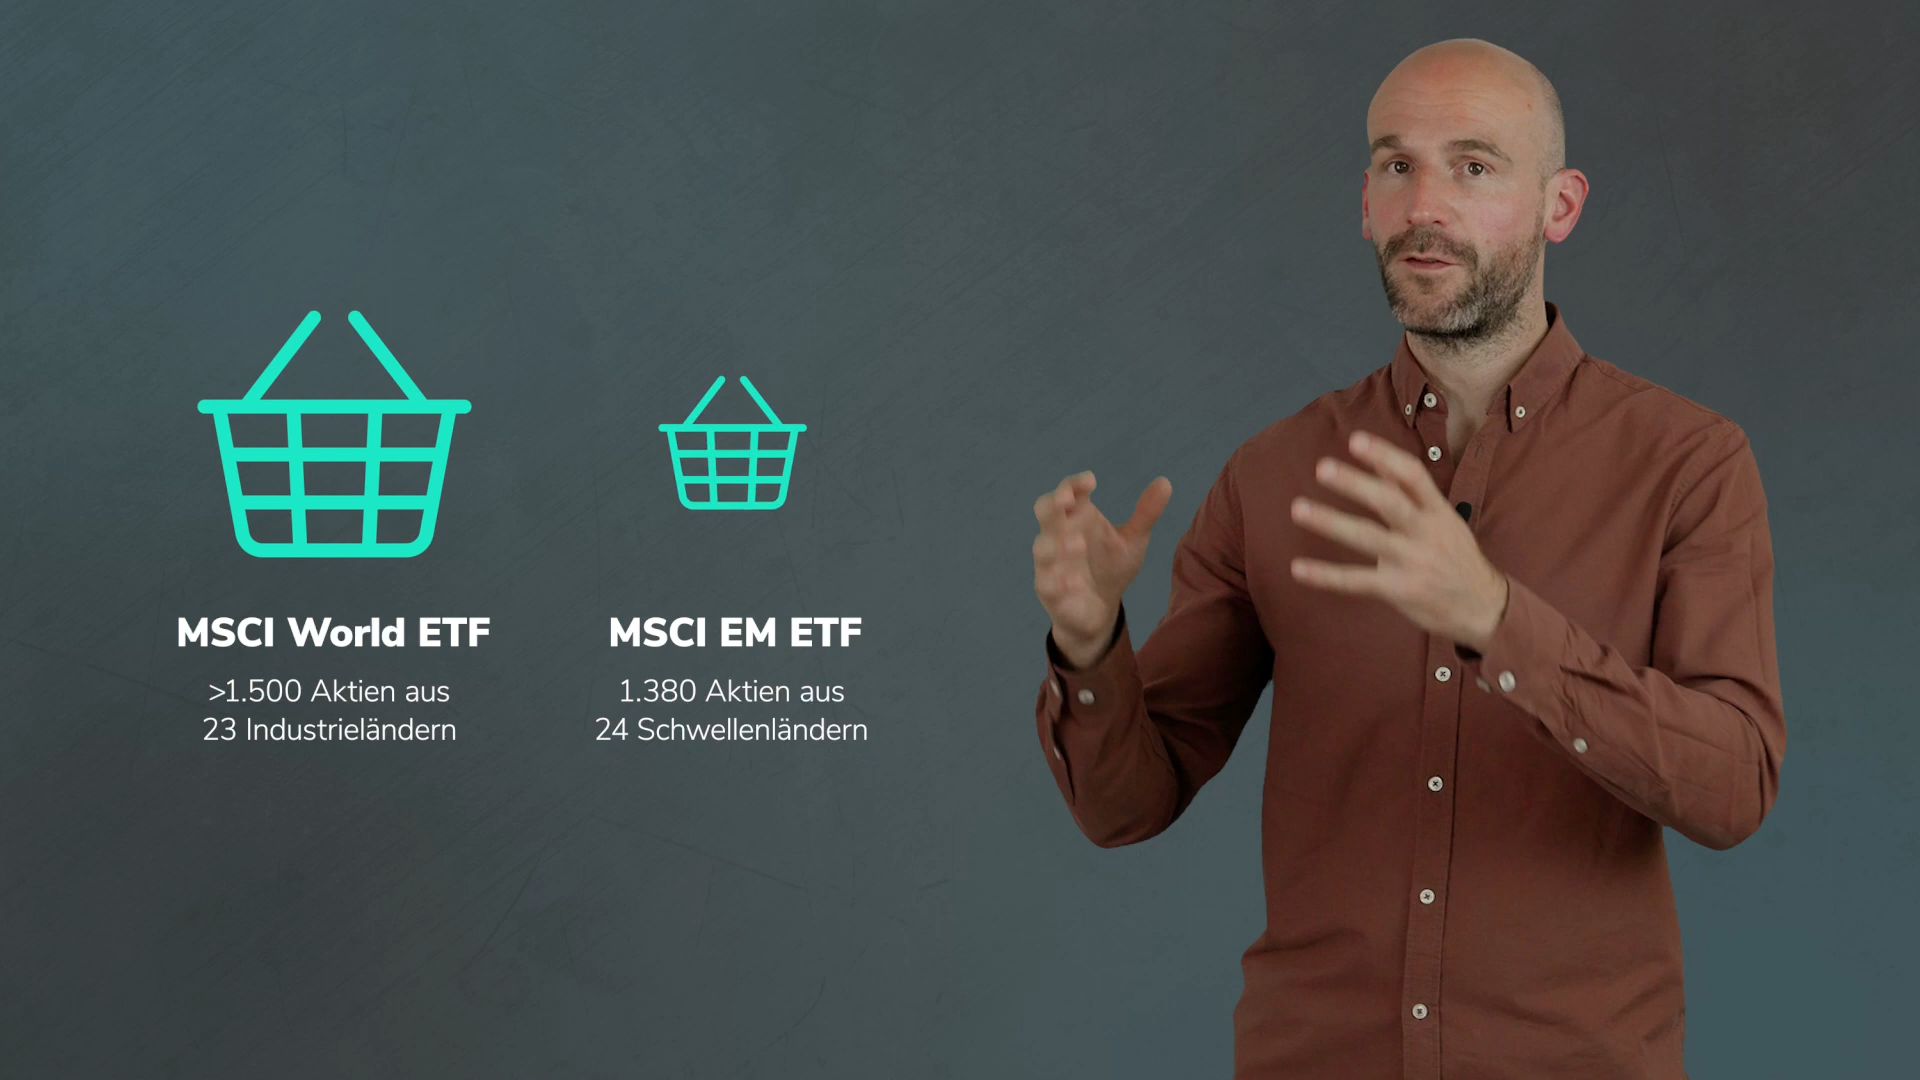 MSCI World ETF
>1.500 Aktien aus
23 Industrieländern
MSCI EM ETF
1.380 Aktien aus
24 Schwellenländern